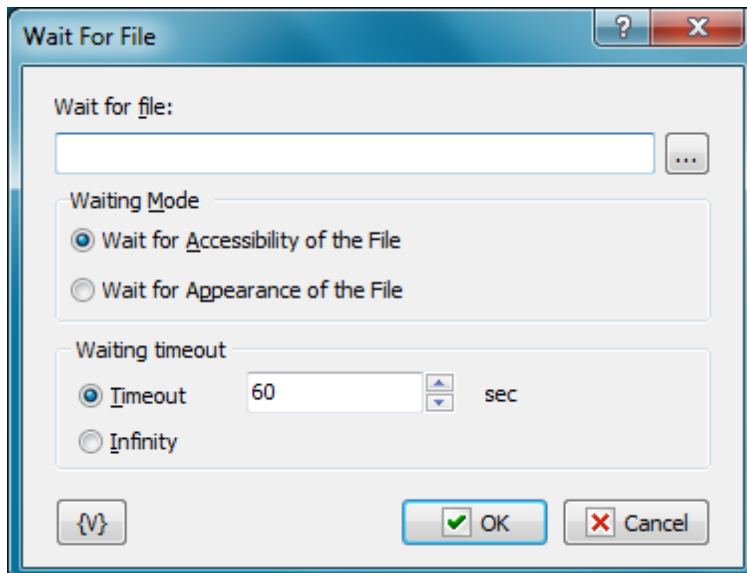 Wait For File
?
X
Wait for file:
...
Waiting Mode
Wait for Accessibility of the File
Wait for Appearance of the File
Waiting timeout
Timeout 60 sec
Infinity
{V} OK Cancel